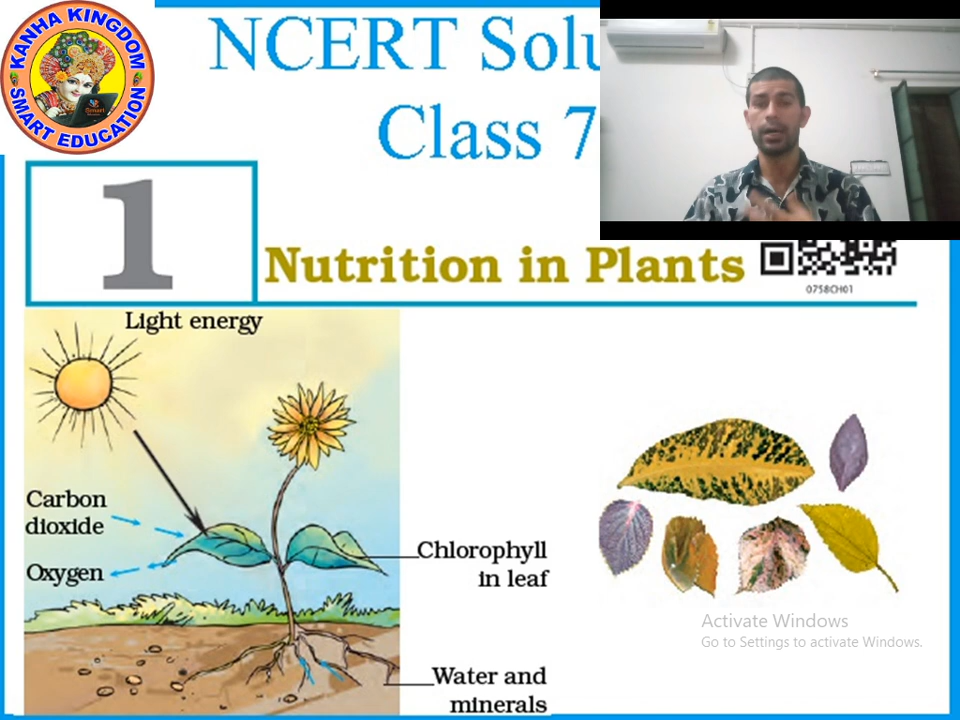 KANHA KINGDOM
SMART EDUCATION
NCERT Solu
Class 7
1
Nutrition in Plants
0758CH01
Light energy
Carbon
dioxide
Oxygen
Chlorophyll
in leaf
Water and
minerals
Activate Windows
Go to Settings to activate Windows.